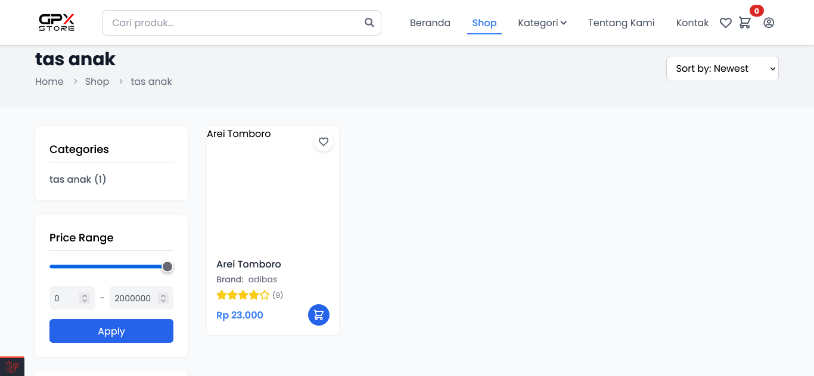 GPX
STORE
Cari produk...
Beranda
Shop
Kategori
Tentang Kami
Kontak
0
tas anak
Home > Shop > tas anak
Sort by: Newest
Categories
tas anak (1)
Price Range
0 - 2000000
Apply
Arei Tomboro
Arei Tomboro
Brand: adibas
(9)
Rp 23.000